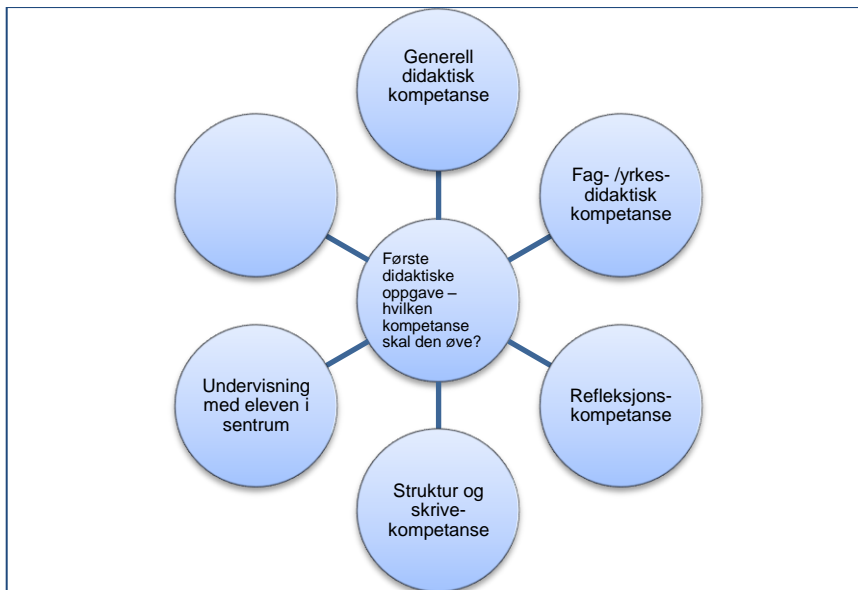 Generell
didaktisk
kompetanse
Fag- /yrkes-
didaktisk
kompetanse
Første
didaktiske
oppgave –
hvilken
kompetanse
skal den øve?
Undervisning
med eleven i
sentrum
Refleksjons-
kompetanse
Struktur og
skrive-
kompetanse